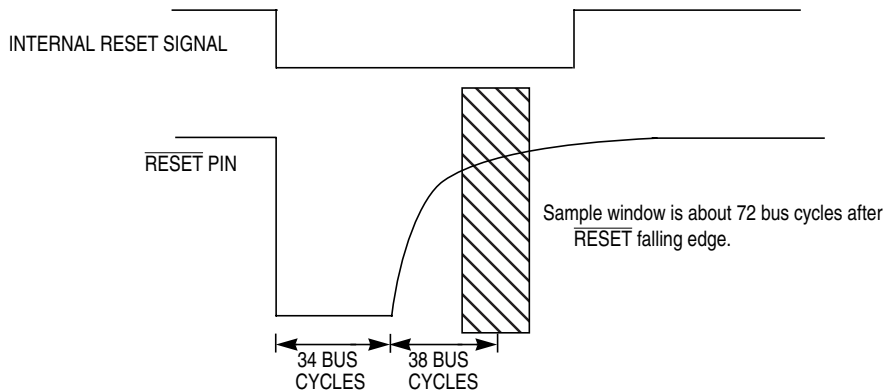 INTERNAL RESET SIGNAL
RESET PIN
Sample window is about 72 bus cycles after
RESET falling edge.
34 BUS
CYCLES
38 BUS
CYCLES